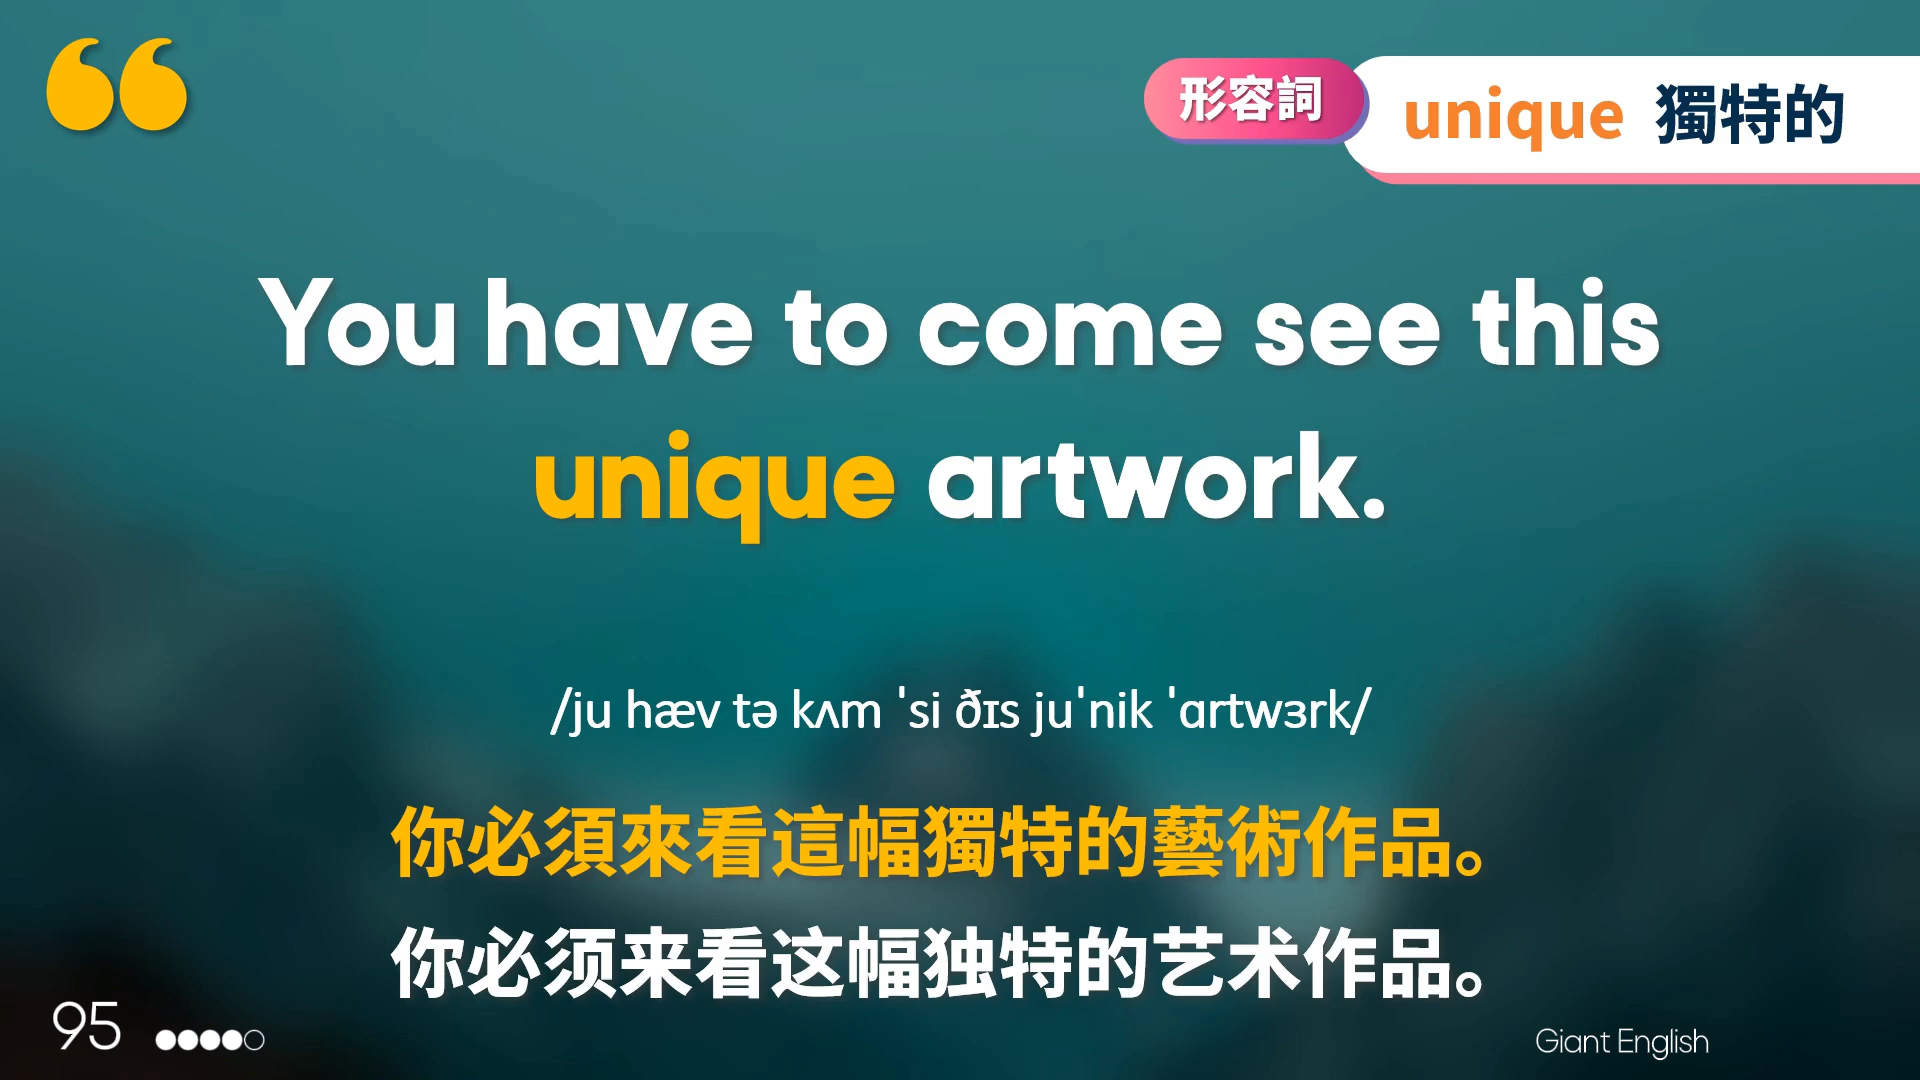 形容詞 unique 獨特的
You have to come see this
unique artwork.
/ju hæv tə kʌm ˈsi ðɪs juˈnik ˈɑrtwɜrk/
你必須來看這幅獨特的藝術作品。
你必须来看这幅独特的艺术作品。
95
Giant English